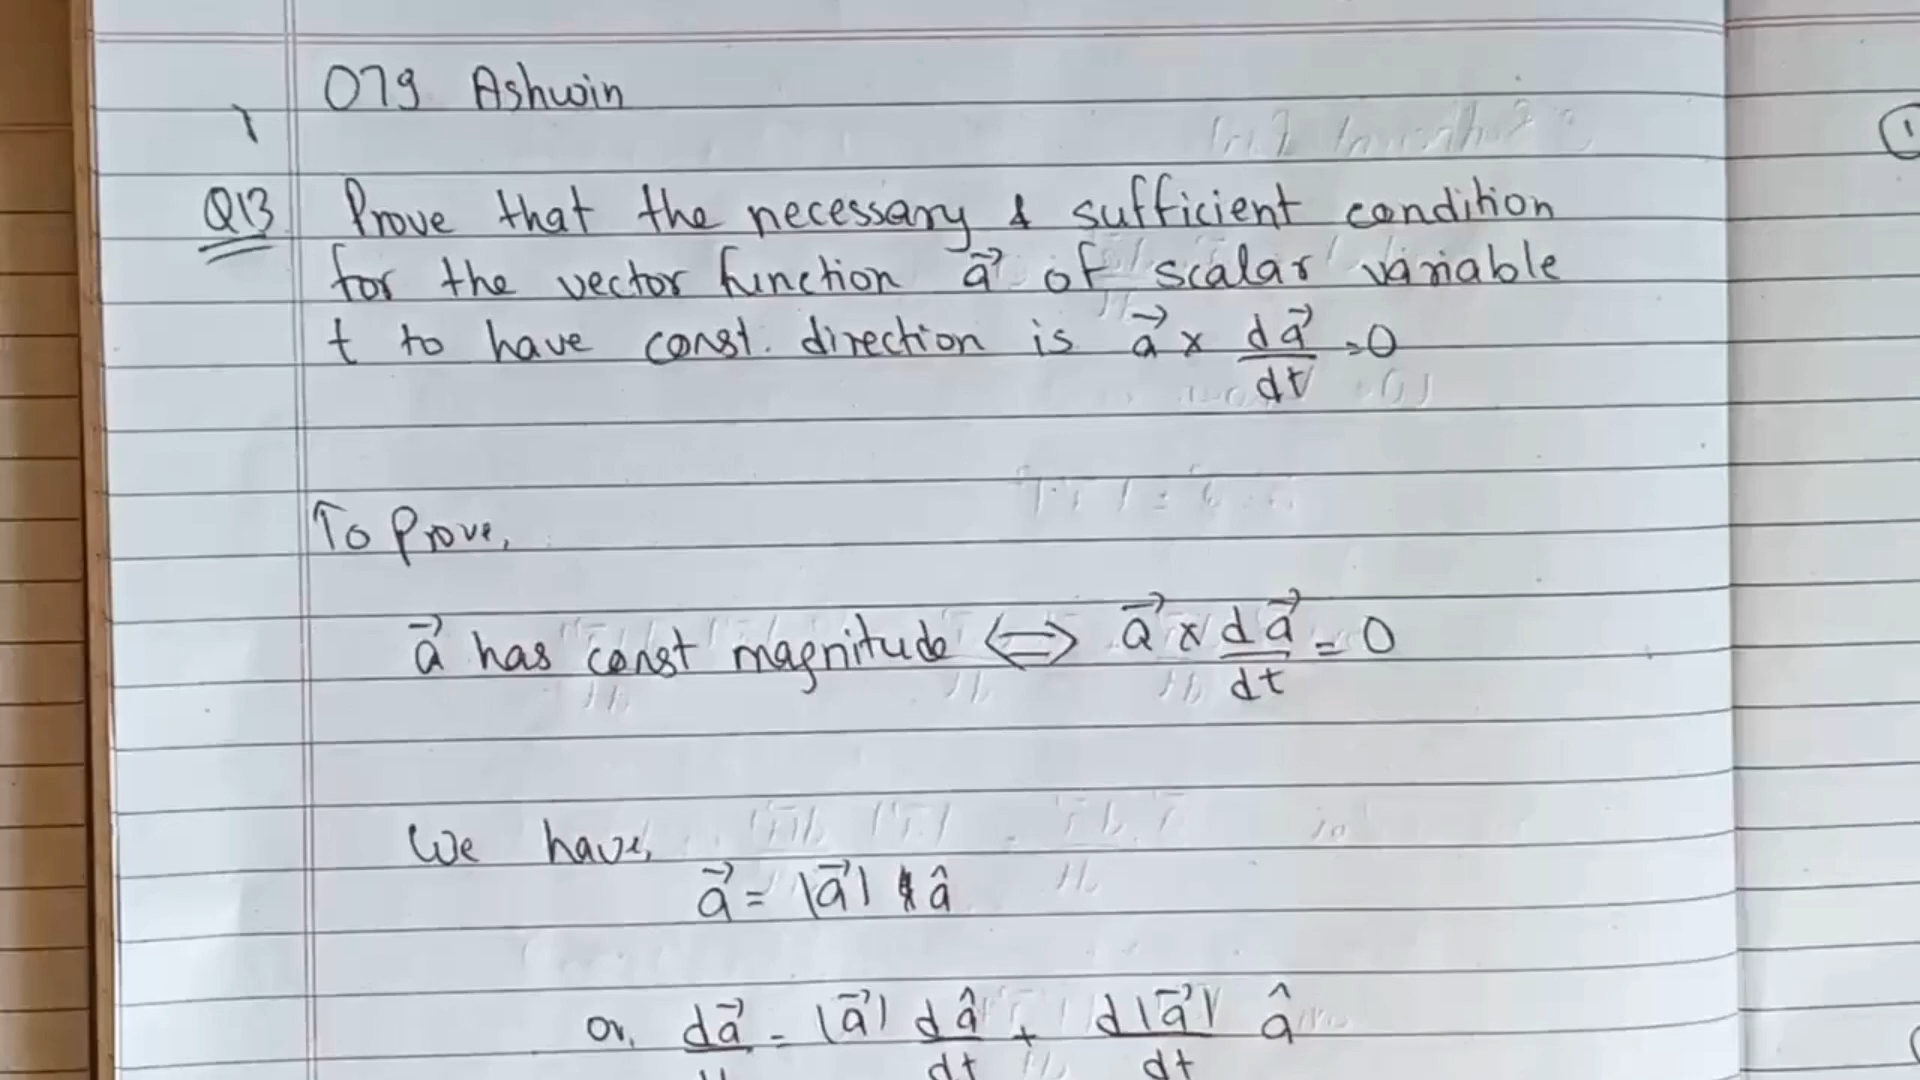 079 Ashwin
Q13 Prove that the necessary & sufficient condition
for the vector function a⃗ of scalar variable
t to have const. direction is a⃗ × da⃗/dt = 0
To Prove,
a⃗ has const magnitude ⟺ a⃗ × da⃗/dt = 0
We have,
a⃗ = |a⃗| â
or, da⃗ = |a⃗| dâ/dt + d|a⃗|/dt â